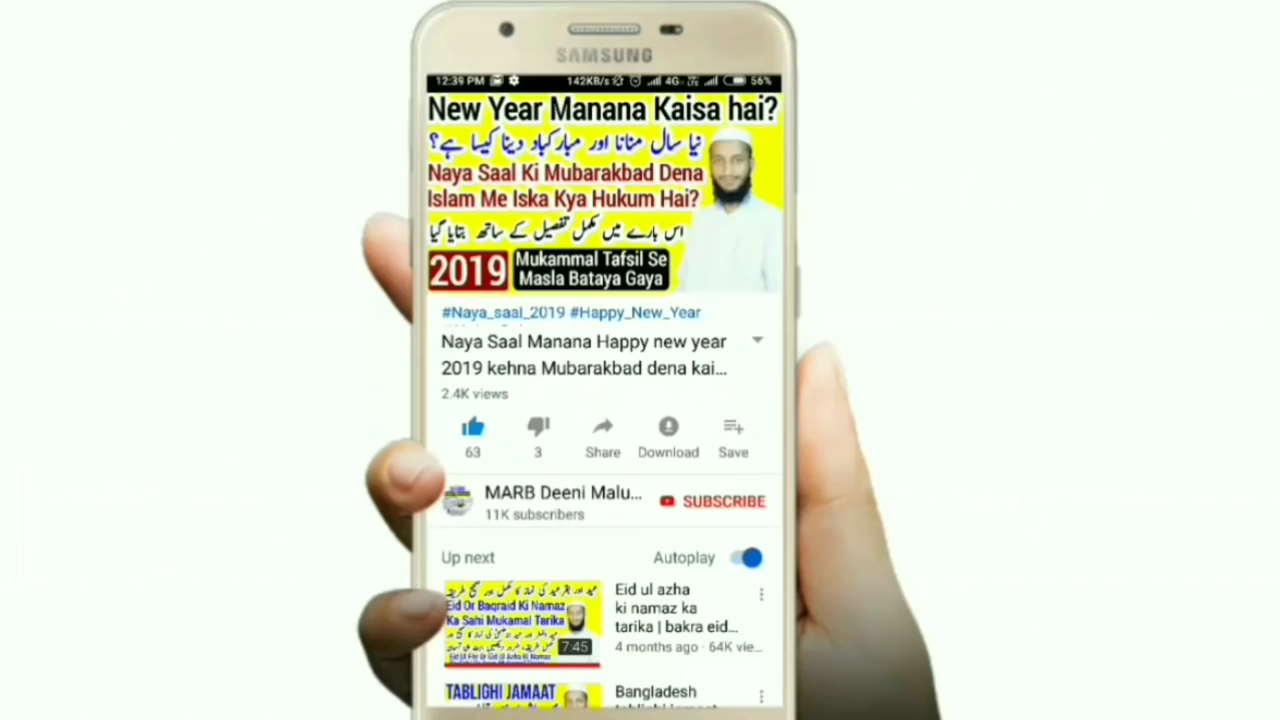 SAMSUNG
12:39 PM 142KB/s 4G 56%
New Year Manana Kaisa hai?
نیا سال منانا اور مبارکباد دینا کیسا ہے؟
Naya Saal Ki Mubarakbad Dena
Islam Me Iska Kya Hukum Hai?
اس بارے میں مکمل تفصیل کے ساتھ بتایا گیا
2019
Mukammal Tafsil Se
Masla Bataya Gaya
#Naya_saal_2019 #Happy_New_Year
Naya Saal Manana Happy new year
2019 kehna Mubarakbad dena kai...
2.4K views
63
3
Share
Download
Save
MARB Deeni Malu...
11K subscribers
SUBSCRIBE
Up next
Autoplay
Eid Or Baqraid Ki Namaz
Ka Sahi Mukamal Tarika
7:45
Eid ul azha
ki namaz ka
tarika | bakra eid...
4 months ago · 64K vie...
TABLIGHI JAMAAT
Bangladesh